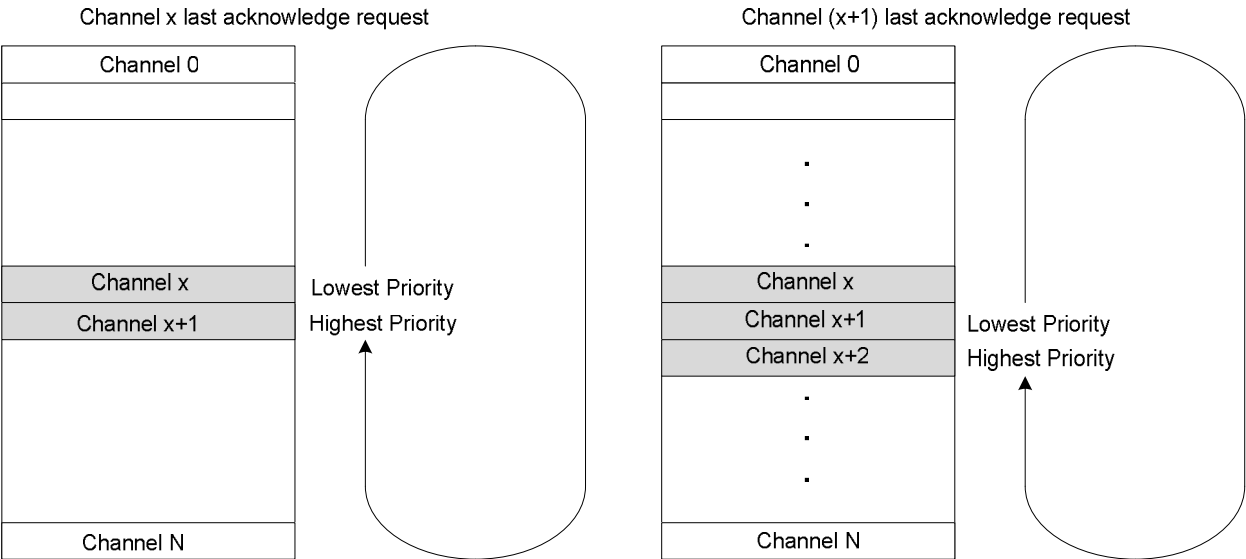 Channel x last acknowledge request
Channel 0
Channel x
Lowest Priority
Channel x+1
Highest Priority
Channel N
Channel (x+1) last acknowledge request
Channel 0
.
.
.
Channel x
Channel x+1
Lowest Priority
Channel x+2
Highest Priority
.
.
.
Channel N